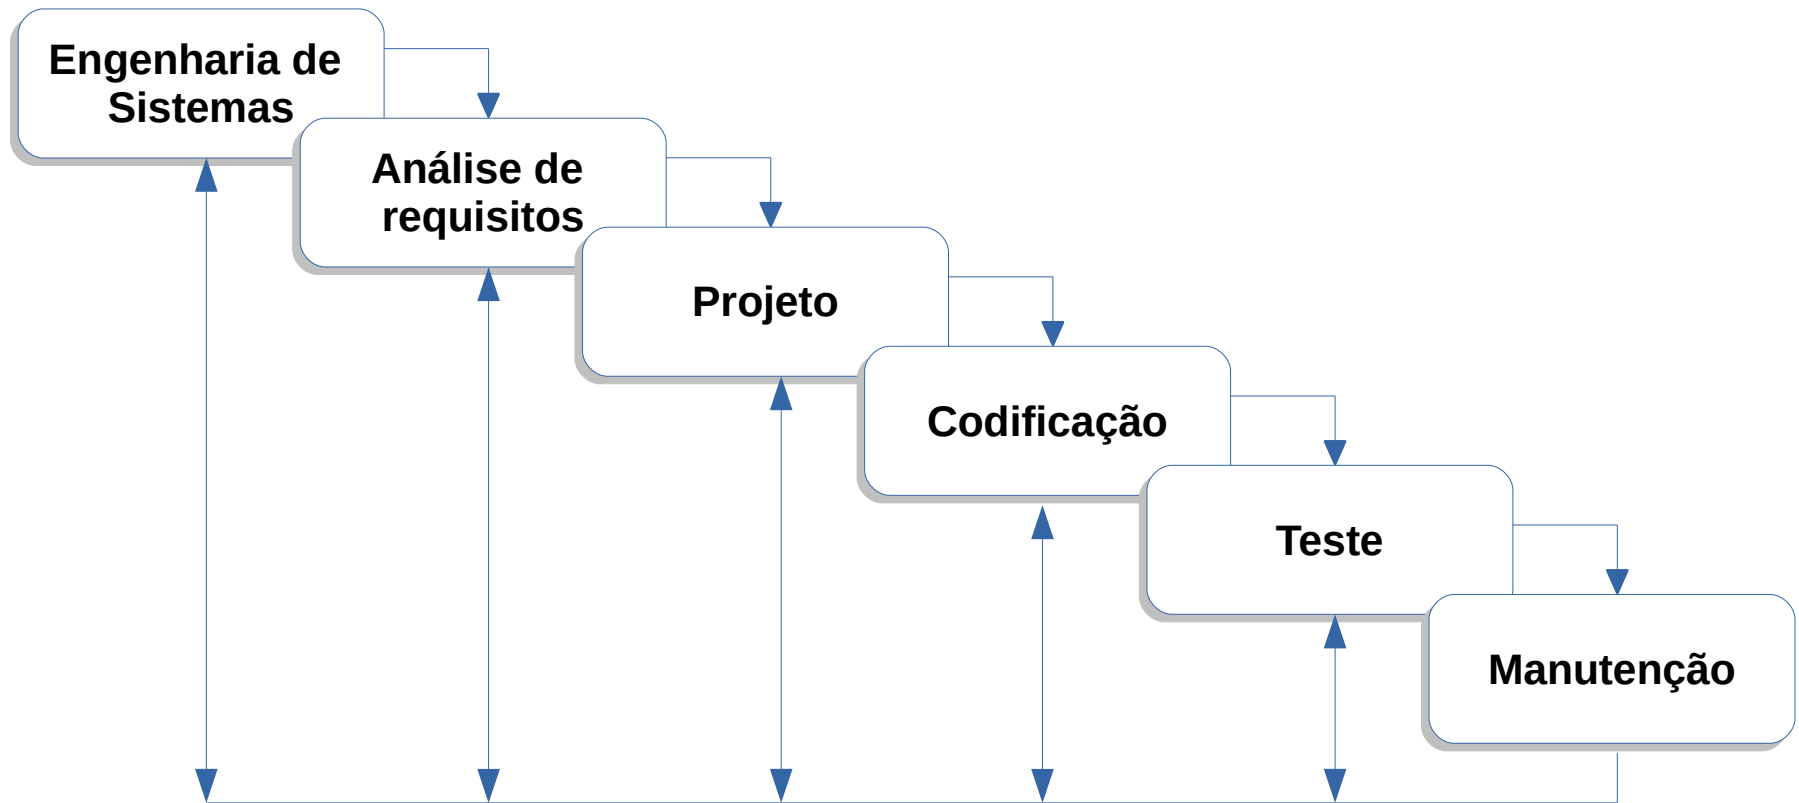 Engenharia de
Sistemas
Análise de
requisitos
Projeto
Codificação
Teste
Manutenção